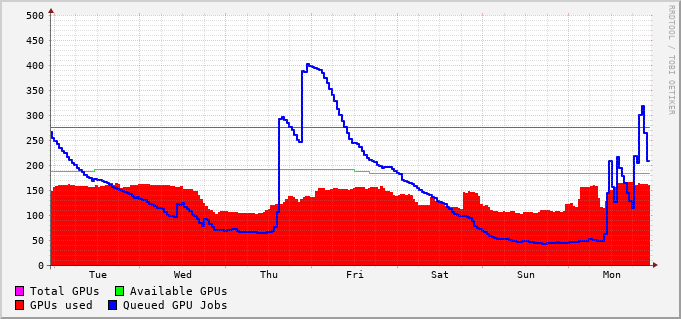 500
450
400
350
300
250
200
150
100
50
0
Tue Wed Thu Fri Sat Sun Mon
Total GPUs Available GPUs
GPUs used Queued GPU Jobs
RRDTOOL / TOBI OETIKER